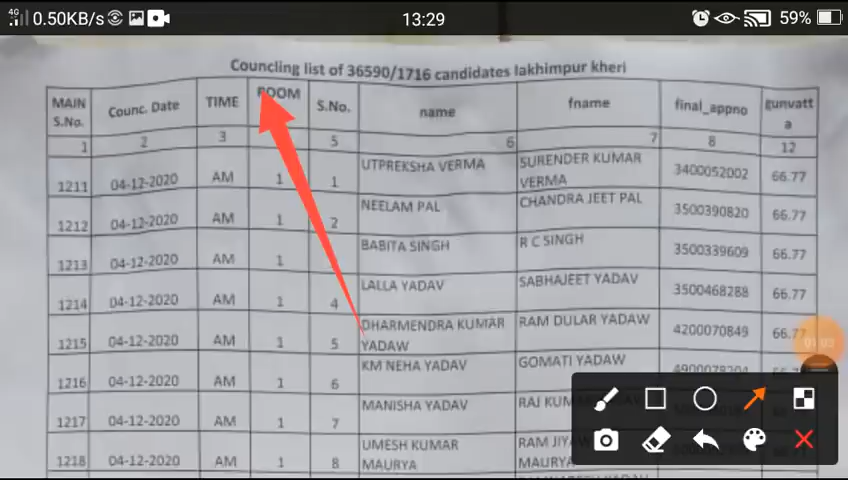 4G 0.50KB/s 13:29 59%
Councling list of 36590/1716 candidates lakhimpur kheri
MAIN S.No. Counc. Date TIME ROOM S.No. name fname final_appno gunvatta
1 2 3 5 6 7 8 12
1211 04-12-2020 AM 1 1 UTPREKSHA VERMA SURENDER KUMAR VERMA 3400052002 66.77
1212 04-12-2020 AM 1 2 NEELAM PAL CHANDRA JEET PAL 3500390820 66.77
1213 04-12-2020 AM 1 BABITA SINGH R C SINGH 3500339609 66.77
1214 04-12-2020 AM 1 4 LALLA YADAV SABHAJEET YADAV 3500468288 66.77
1215 04-12-2020 AM 1 5 DHARMENDRA KUMAR YADAW RAM DULAR YADAW 4200070849 66.77
1216 04-12-2020 AM 1 6 KM NEHA YADAV GOMATI YADAV 4900078204
1217 04-12-2020 AM 1 7 MANISHA YADAV RAJ
1218 04-12-2020 AM 1 8 UMESH KUMAR MAURYA RAM MAURYA